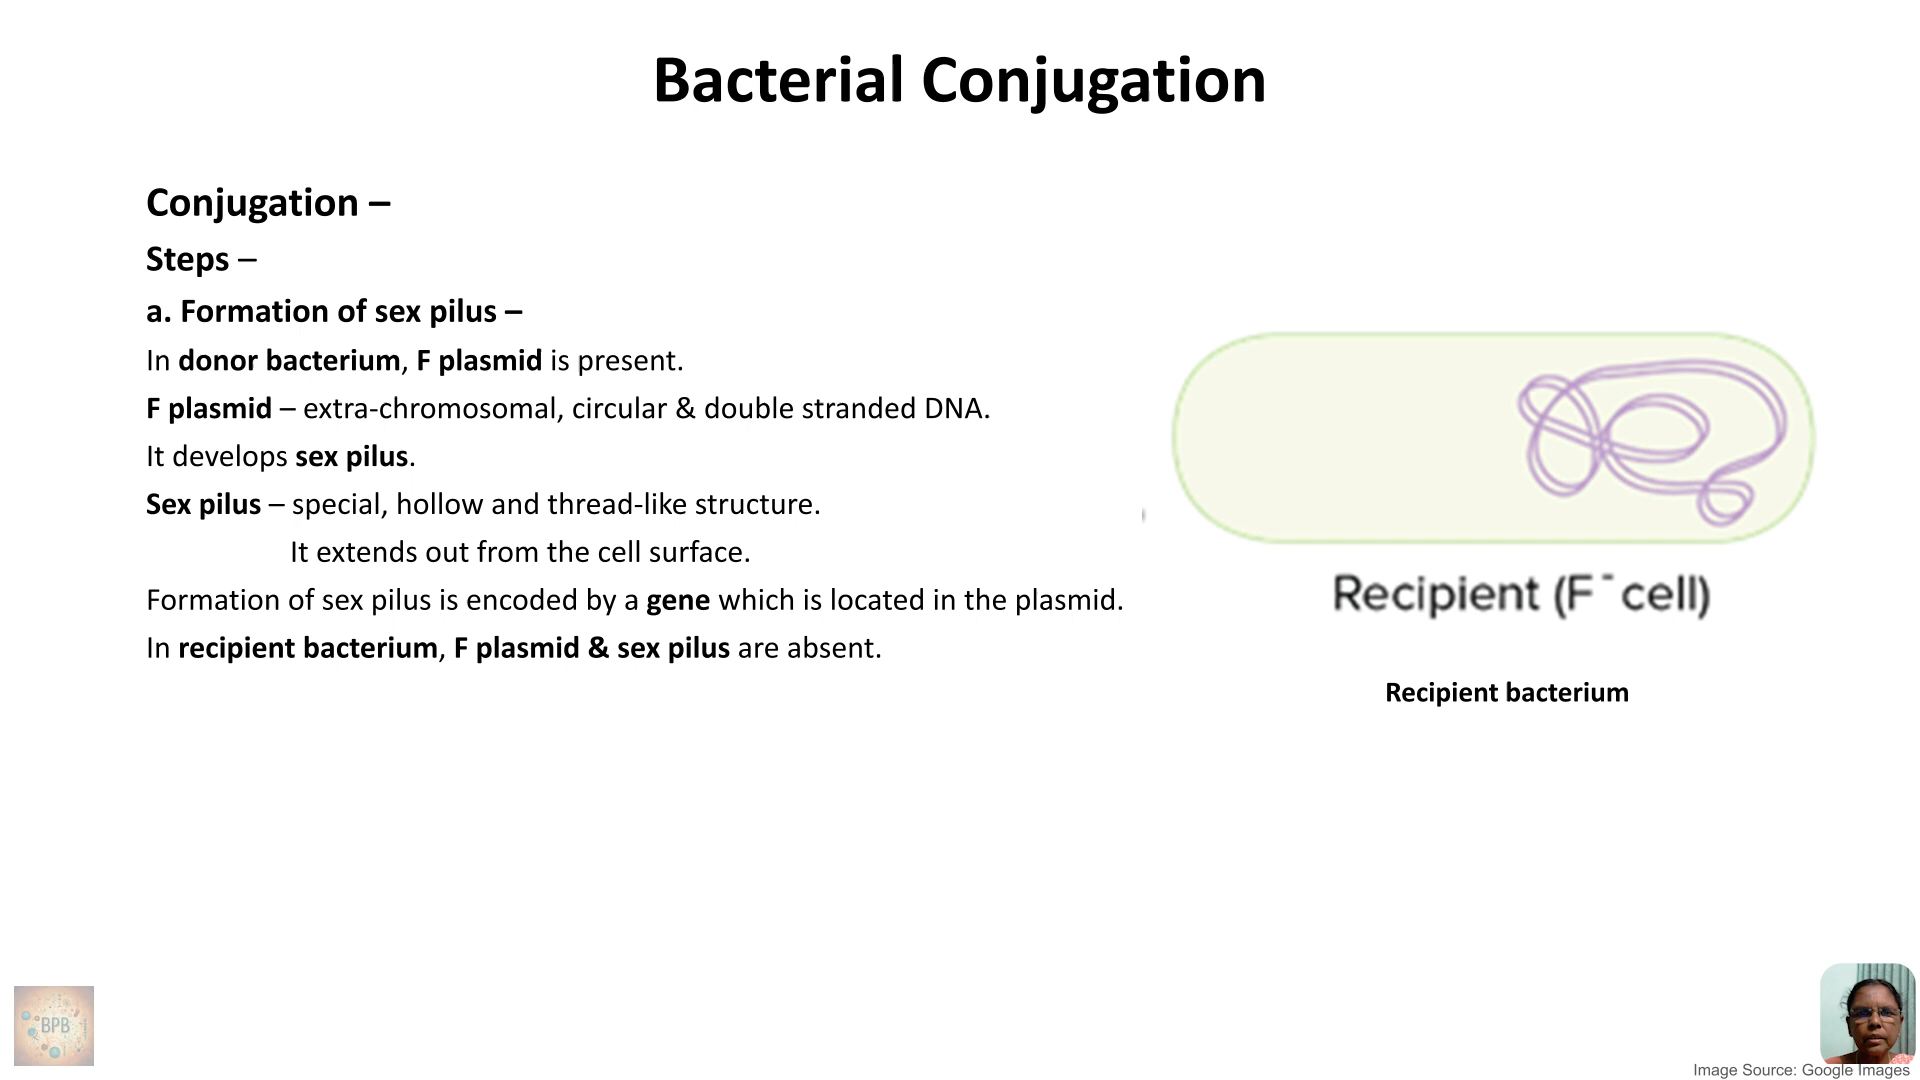 Bacterial Conjugation
Conjugation –
Steps –
a. Formation of sex pilus –
In donor bacterium, F plasmid is present.
F plasmid – extra-chromosomal, circular & double stranded DNA.
It develops sex pilus.
Sex pilus – special, hollow and thread-like structure.
It extends out from the cell surface.
Formation of sex pilus is encoded by a gene which is located in the plasmid.
In recipient bacterium, F plasmid & sex pilus are absent.
Recipient (F⁻ cell)
Recipient bacterium
BPB
Image Source: Google Images